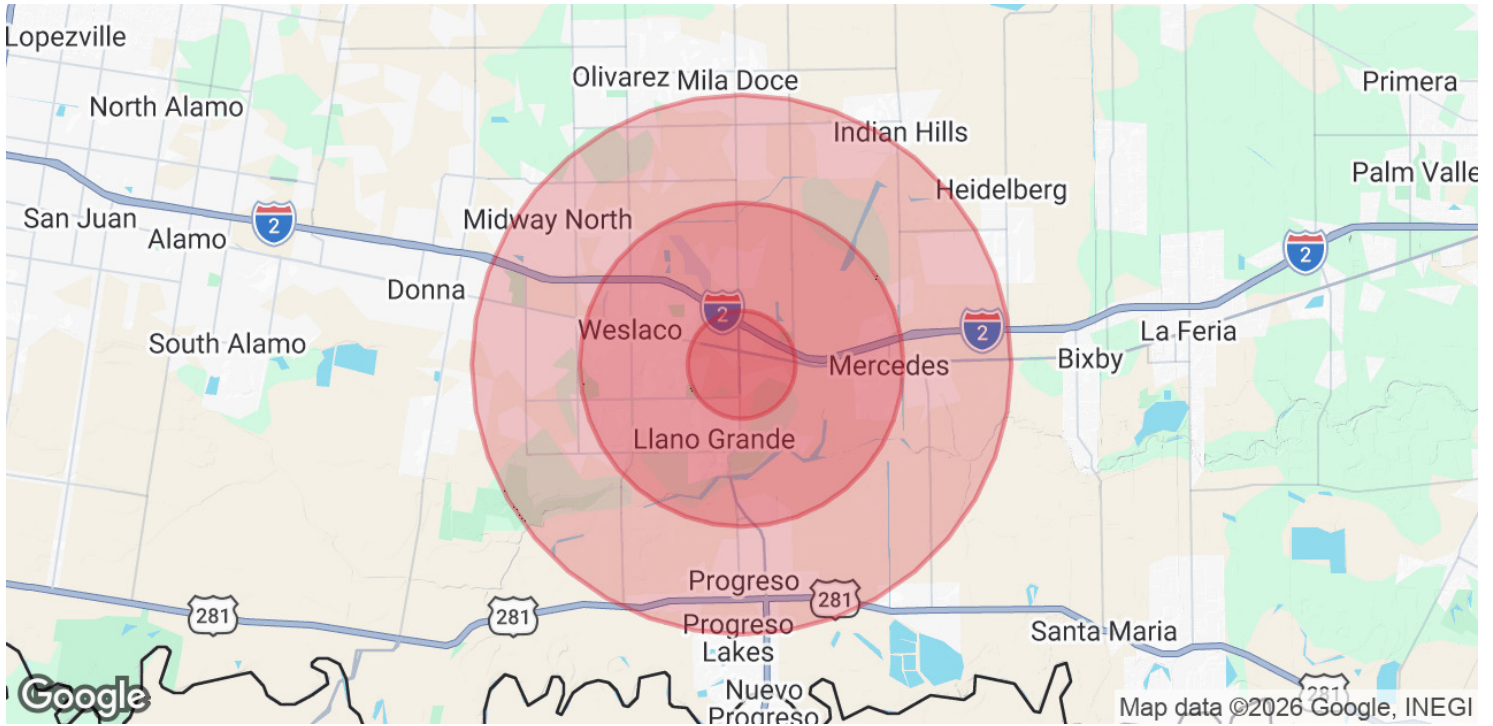 Lopezville
Olivarez
Mila Doce
Primera
North Alamo
Indian Hills
Palm Valle
Heidelberg
San Juan
2
Midway North
Alamo
2
Donna
2
Weslaco
2
La Feria
South Alamo
Mercedes
Bixby
Llano Grande
Progreso
281
281
281
Progreso
Lakes
Santa Maria
Nuevo
Progreso
281
Google
Map data ©2026 Google, INEGI